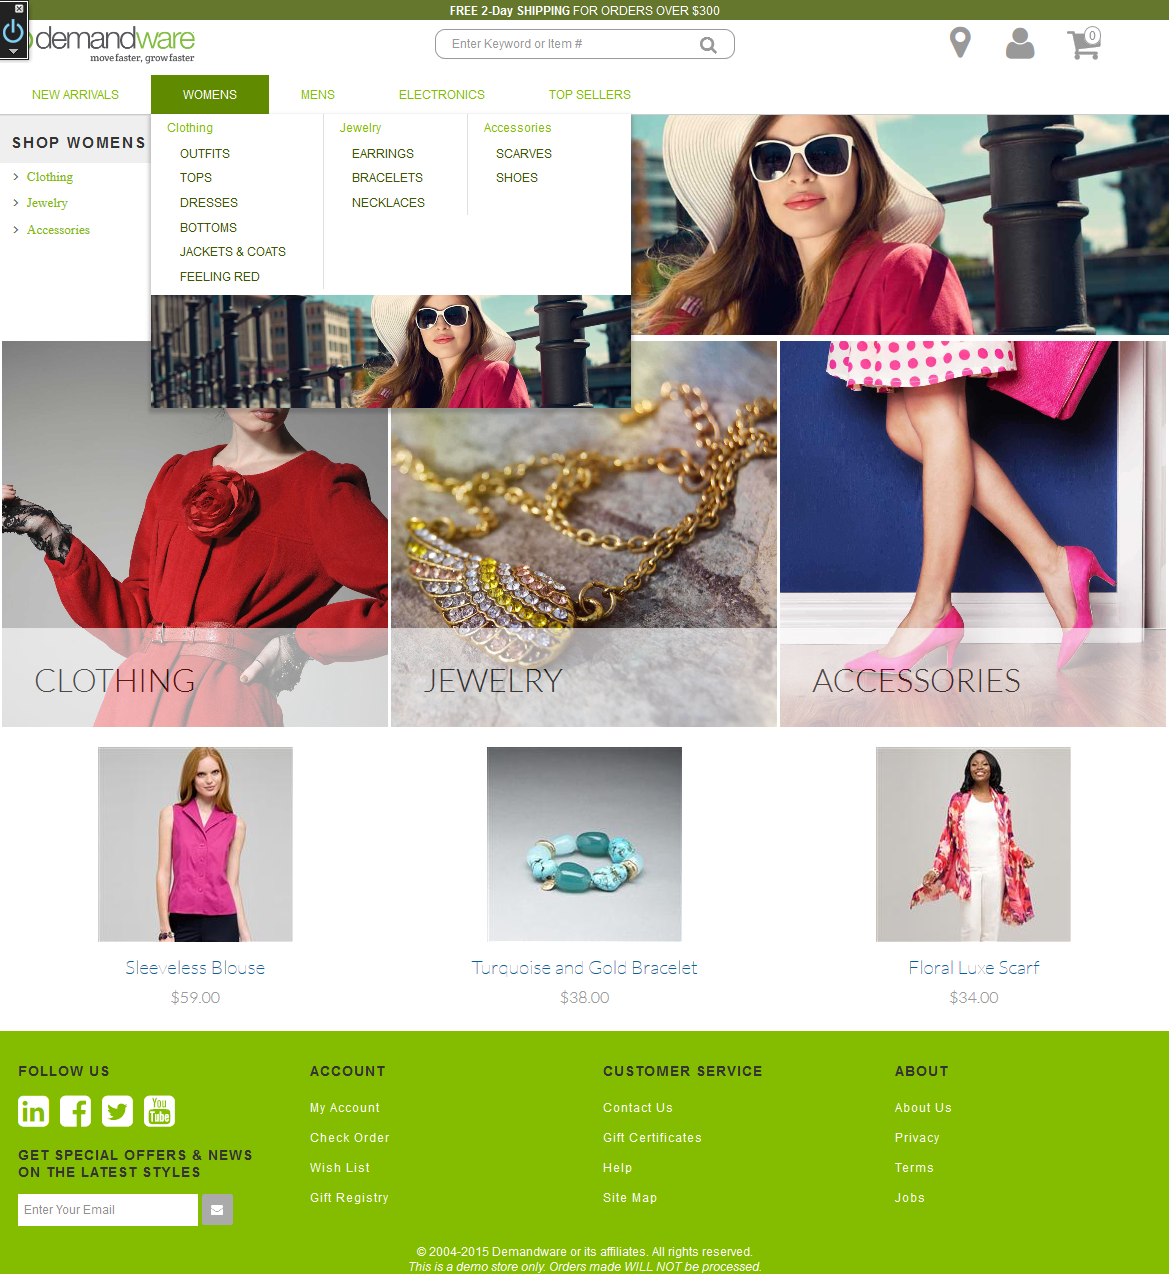 FREE 2-Day SHIPPING FOR ORDERS OVER $300
demandware
move faster, grow faster
Enter Keyword or Item #
0
NEW ARRIVALS WOMENS MENS ELECTRONICS TOP SELLERS
SHOP WOMENS
Clothing
Jewelry
Accessories
Clothing
OUTFITS
TOPS
DRESSES
BOTTOMS
JACKETS & COATS
FEELING RED
Jewelry
EARRINGS
BRACELETS
NECKLACES
Accessories
SCARVES
SHOES
CLOTHING
JEWELRY
ACCESSORIES
Sleeveless Blouse
$59.00
Turquoise and Gold Bracelet
$38.00
Floral Luxe Scarf
$34.00
FOLLOW US
in
f
You
Tube
GET SPECIAL OFFERS & NEWS
ON THE LATEST STYLES
Enter Your Email
ACCOUNT
My Account
Check Order
Wish List
Gift Registry
CUSTOMER SERVICE
Contact Us
Gift Certificates
Help
Site Map
ABOUT
About Us
Privacy
Terms
Jobs
© 2004-2015 Demandware or its affiliates. All rights reserved.
This is a demo store only. Orders made WILL NOT be processed.